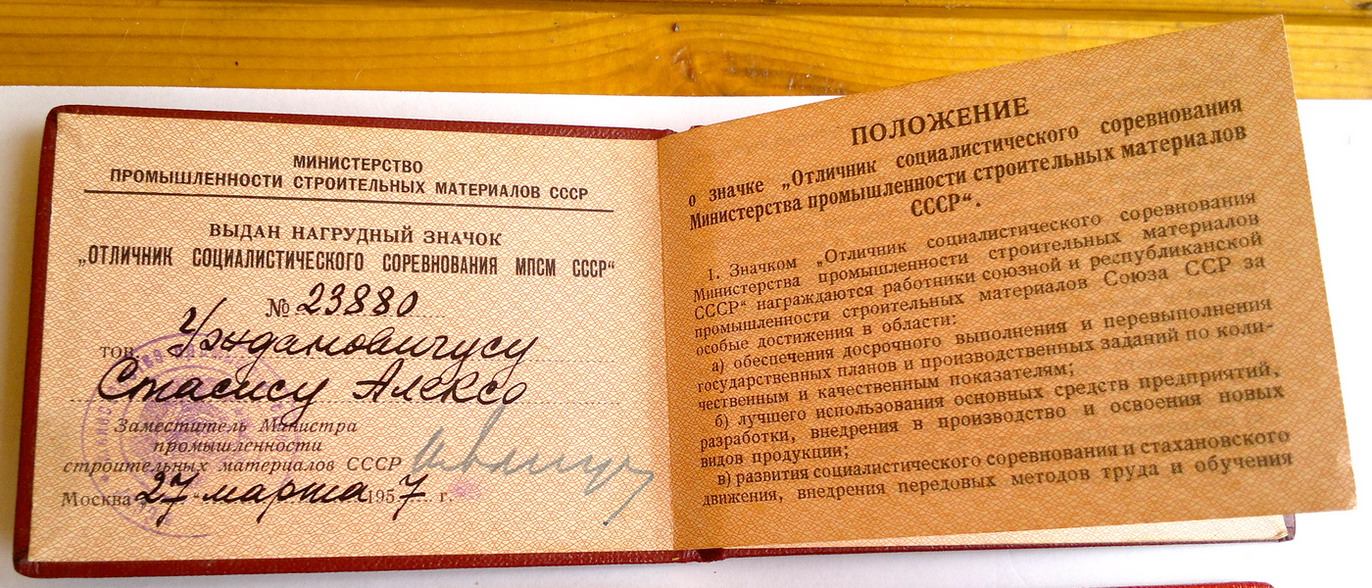 МИНИСТЕРСТВО
ПРОМЫШЛЕННОСТИ СТРОИТЕЛЬНЫХ МАТЕРИАЛОВ СССР
ВЫДАН НАГРУДНЫЙ ЗНАЧОК
„ОТЛИЧНИК СОЦИАЛИСТИЧЕСКОГО СОРЕВНОВАНИЯ МПСМ СССР“
№ 23880
тов.
Стасису Алексо
Заместитель Министра
промышленности
строительных материалов СССР
Москва 27 марта 1957 г.
ПОЛОЖЕНИЕ
о значке „Отличник социалистического соревнования
Министерства промышленности строительных материалов
СССР“.
1. Значком „Отличник социалистического соревнования
Министерства промышленности строительных материалов
СССР“ награждаются работники союзной и республиканской
промышленности строительных материалов Союза ССР за
особые достижения в области:
а) обеспечения досрочного выполнения и перевыполнения
государственных планов и производственных заданий по коли-
чественным и качественным показателям;
б) лучшего использования основных средств предприятий,
разработки, внедрения в производство и освоения новых
видов продукции;
в) развития социалистического соревнования и стахановского
движения, внедрения передовых методов труда и обучения